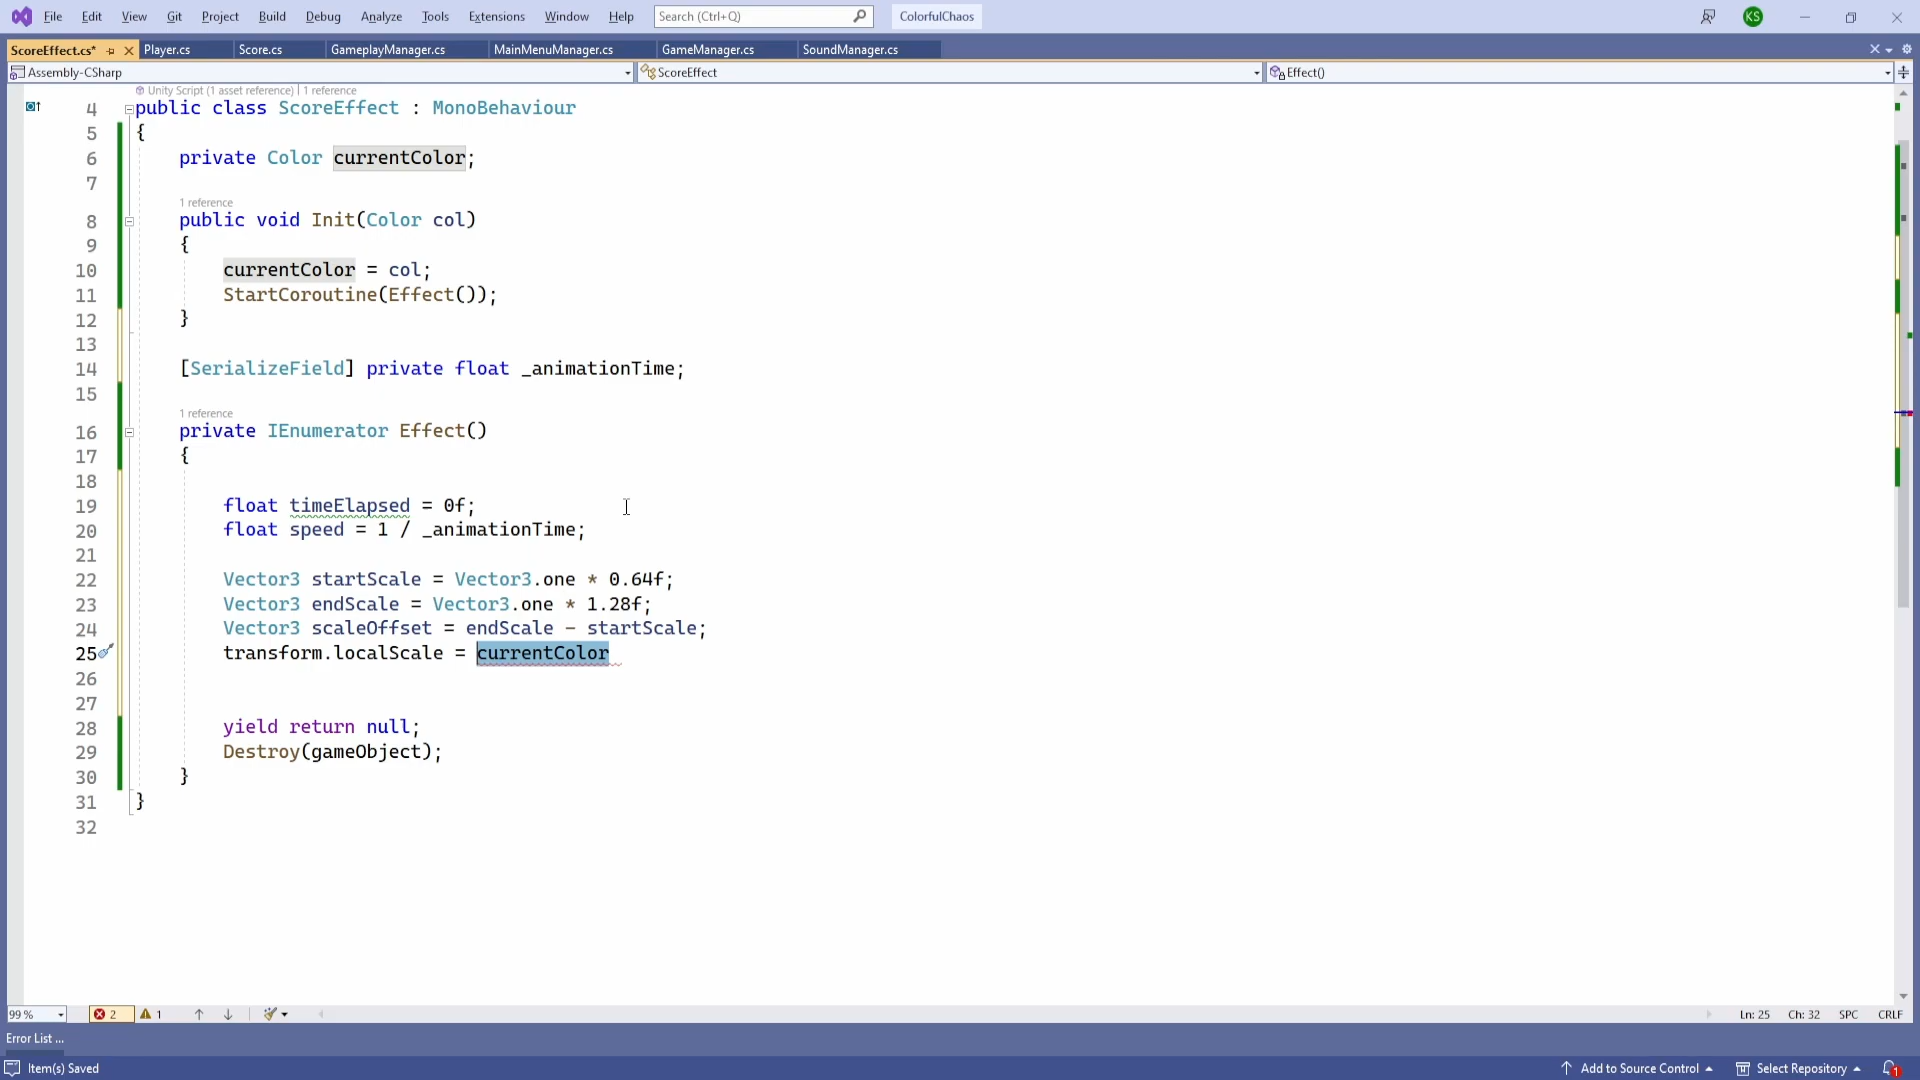 File Edit View Git Project Build Debug Analyze Tools Extensions Window Help Search (Ctrl+Q) ColorfulChaos KS
ScoreEffect.cs* Player.cs Score.cs GameplayManager.cs MainMenuManager.cs GameManager.cs SoundManager.cs
Assembly-CSharp ScoreEffect Effect()
Unity Script (1 asset reference) | 1 reference
4 public class ScoreEffect : MonoBehaviour
5 {
6 private Color currentColor;
7
1 reference
8 public void Init(Color col)
9 {
10 currentColor = col;
11 StartCoroutine(Effect());
12 }
13
14 [SerializeField] private float _animationTime;
15
1 reference
16 private IEnumerator Effect()
17 {
18
19 float timeElapsed = 0f;
20 float speed = 1 / _animationTime;
21
22 Vector3 startScale = Vector3.one * 0.64f;
23 Vector3 endScale = Vector3.one * 1.28f;
24 Vector3 scaleOffset = endScale - startScale;
25 transform.localScale = currentColor
26
27
28 yield return null;
29 Destroy(gameObject);
30 }
31 }
32
99 % 2 1 Ln: 25 Ch: 32 SPC CRLF
Error List ...
Item(s) Saved Add to Source Control Select Repository 1